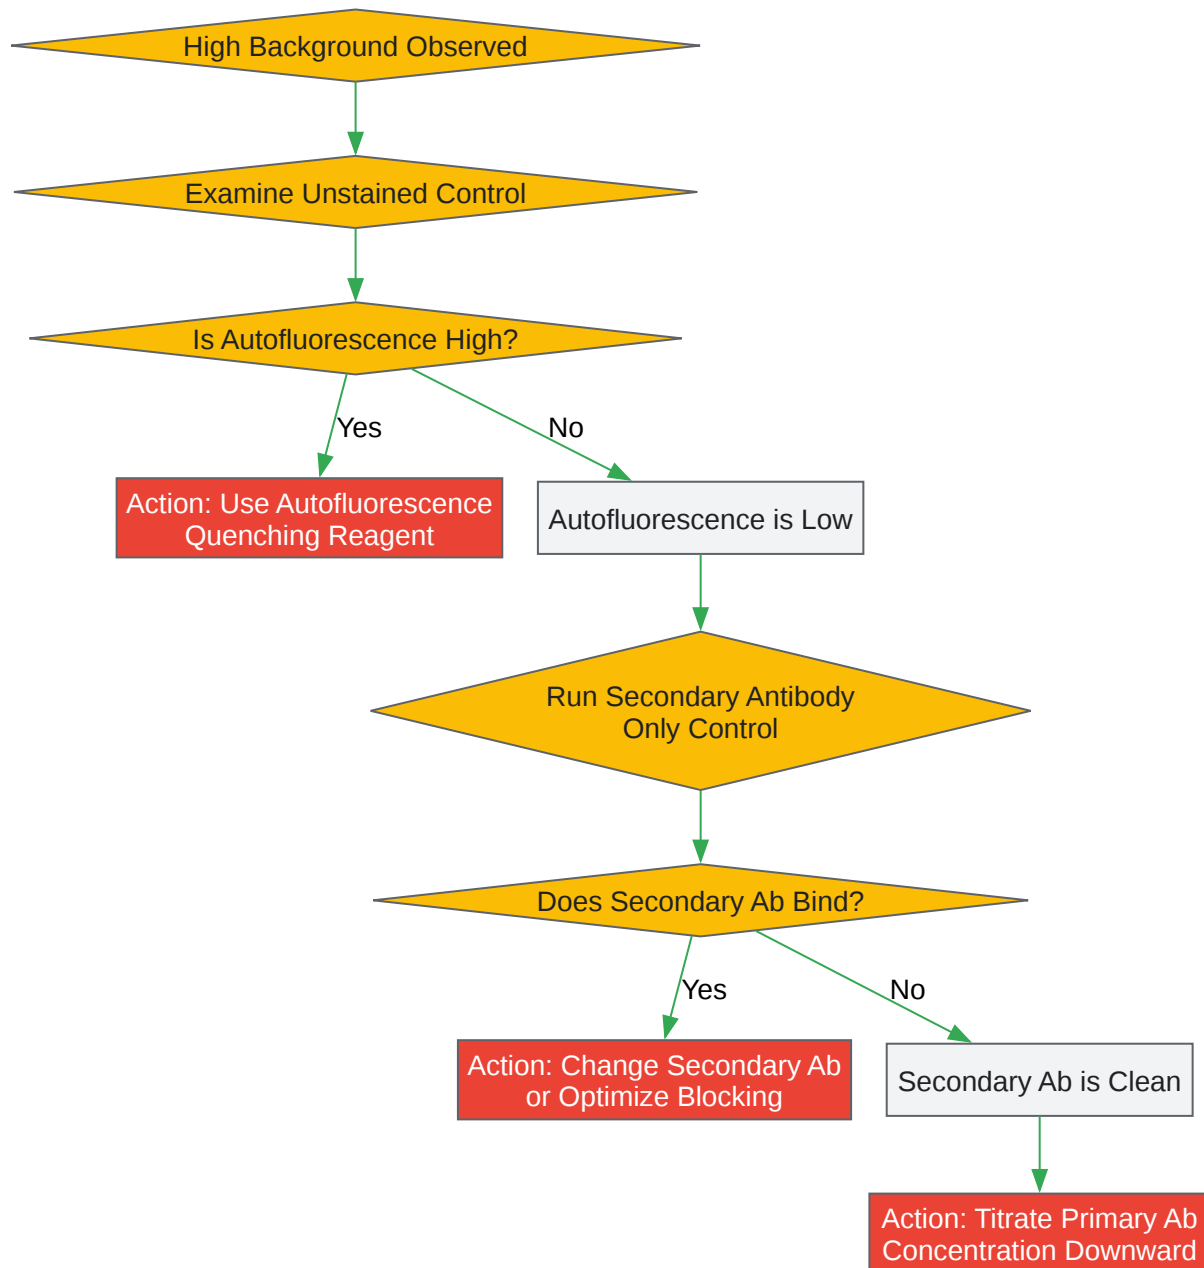 High Background Observed
Examine Unstained Control
Is Autofluorescence High?
Yes
No
Action: Use Autofluorescence
Quenching Reagent
Autofluorescence is Low
Run Secondary Antibody
Only Control
Does Secondary Ab Bind?
Yes
No
Action: Change Secondary Ab
or Optimize Blocking
Secondary Ab is Clean
Action: Titrate Primary Ab
Concentration Downward